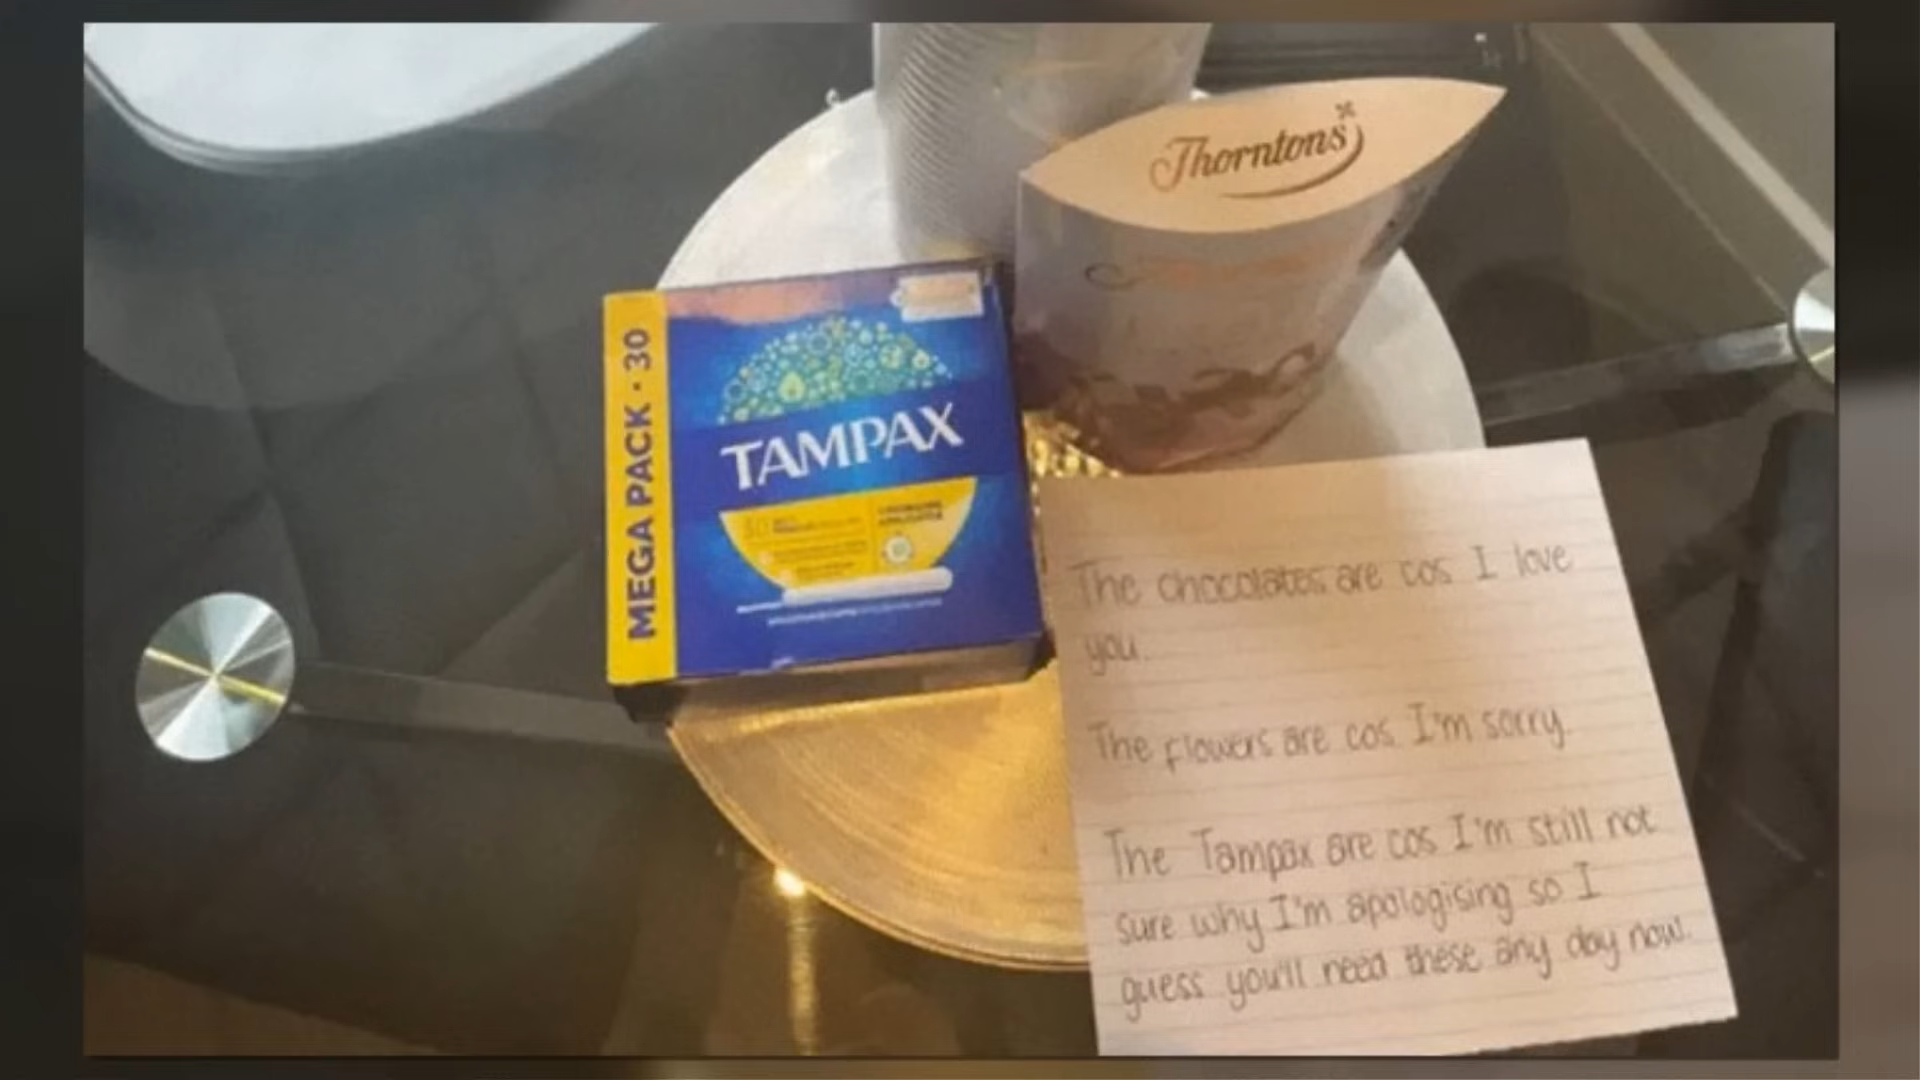 Thorntons
MEGA PACK • 30
TAMPAX
The chocolates are cos I love
you.
The flowers are cos I'm sorry.
The Tampax are cos I'm still not
sure why I'm apologising so I
guess you'll need these any day now.